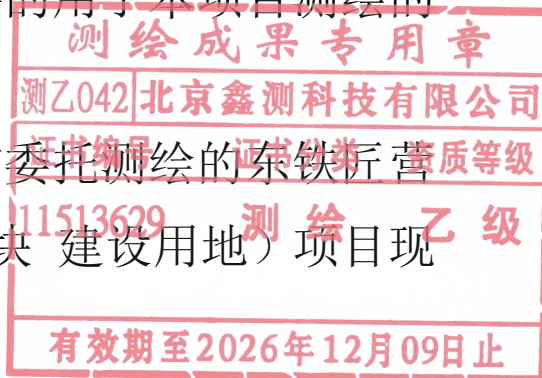 的用于本项目测绘的
测绘成果专用章
测乙042 北京鑫测科技有限公司
证书编号 证书分类 资质等级
委托测绘的东铁匠营
11513629 测绘 乙级
块 建设用地）项目现
有效期至2026年12月09日止